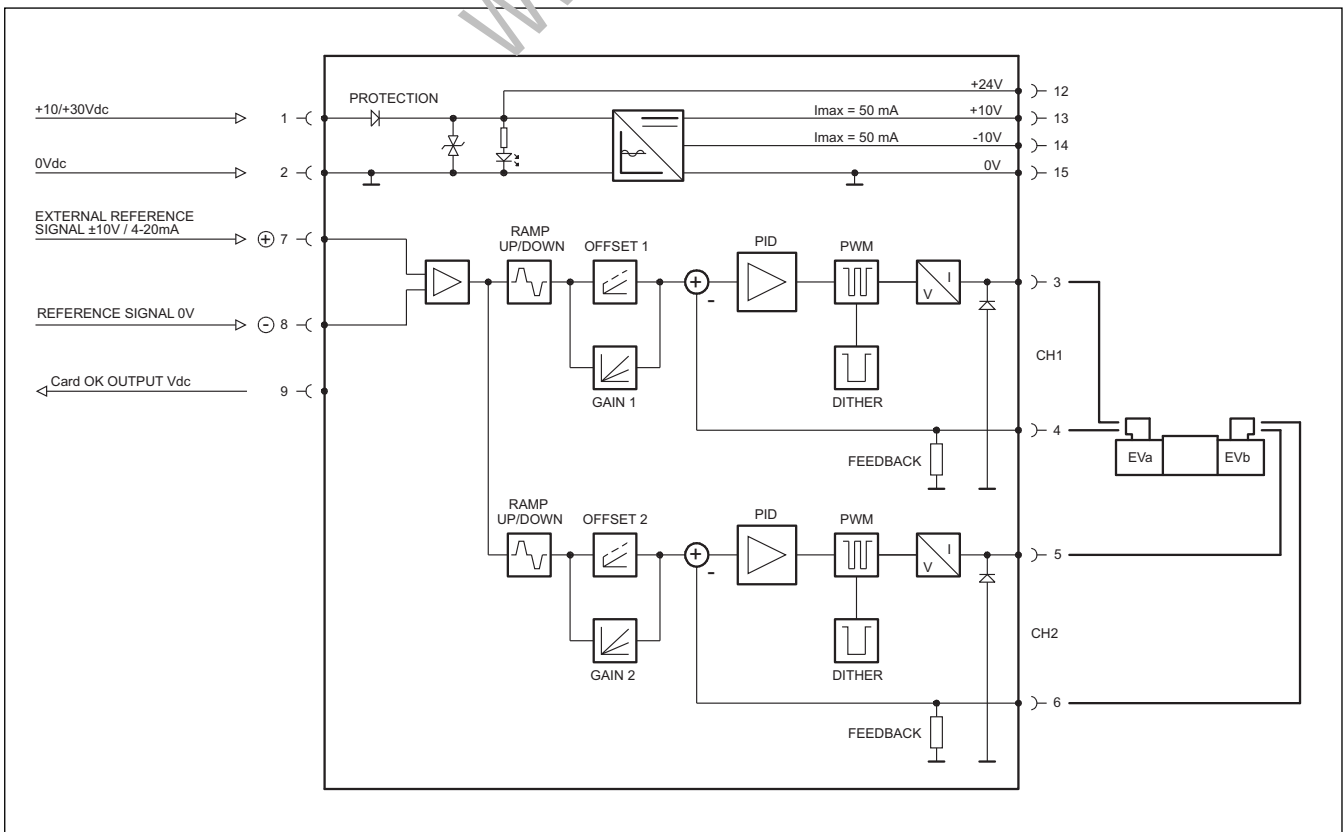 +10/+30Vdc
1
PROTECTION
+24V
12
Imax = 50 mA
+10V
13
Imax = 50 mA
-10V
14
0Vdc
2
0V
15
EXTERNAL REFERENCE
SIGNAL ±10V / 4-20mA
+ 7
RAMP
UP/DOWN
OFFSET 1
+
-
PID
PWM
I
V
3
REFERENCE SIGNAL 0V
- 8
CH1
Card OK OUTPUT Vdc
9
GAIN 1
DITHER
4
FEEDBACK
EVa
EVb
RAMP
UP/DOWN
OFFSET 2
+
-
PID
PWM
I
V
5
CH2
GAIN 2
DITHER
6
FEEDBACK